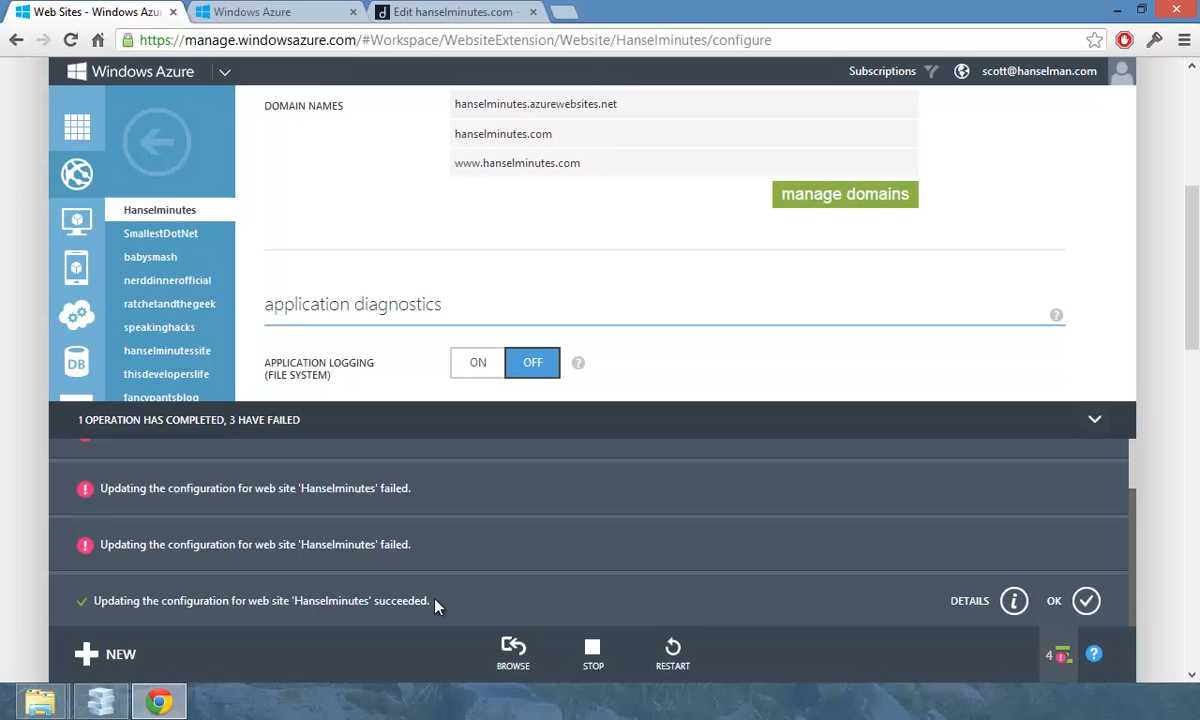 Web Sites - Windows Azu
Windows Azure
Edit hanselminutes.com -
https://manage.windowsazure.com/#Workspace/WebsiteExtension/Website/Hanselminutes/configure
Windows Azure
Subscriptions
scott@hanselman.com
DOMAIN NAMES
hanselminutes.azurewebsites.net
hanselminutes.com
www.hanselminutes.com
manage domains
Hanselminutes
SmallestDotNet
babysmash
nerddinnerofficial
ratchetandthegeek
speakinghacks
hanselminutessite
thisdeveloperslife
fancypantsblog
DB
application diagnostics
?
APPLICATION LOGGING
(FILE SYSTEM)
ON
OFF
?
1 OPERATION HAS COMPLETED, 3 HAVE FAILED
! Updating the configuration for web site 'Hanselminutes' failed.
! Updating the configuration for web site 'Hanselminutes' failed.
Updating the configuration for web site 'Hanselminutes' succeeded.
DETAILS
i
OK
NEW
BROWSE
STOP
RESTART
4
!
?